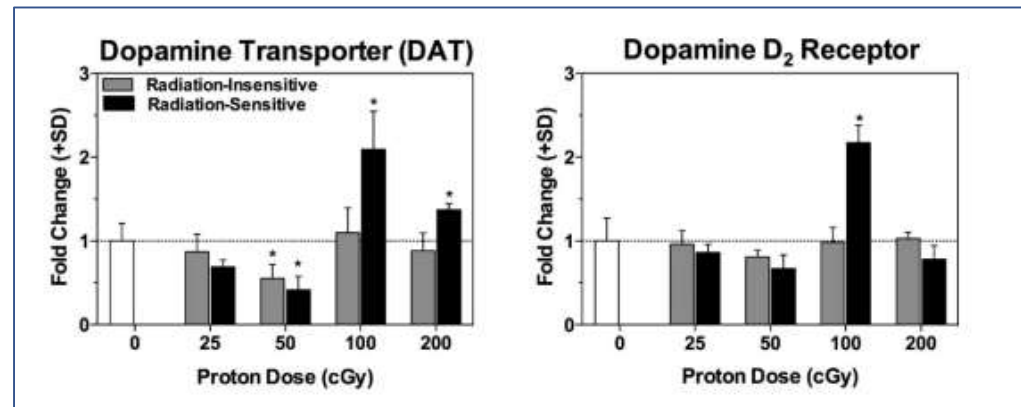 Dopamine Transporter (DAT)
3
2
1
0
Fold Change (+SD)
Radiation-Insensitive
Radiation-Sensitive
*
*
*
*
0 25 50 100 200
Proton Dose (cGy)
Dopamine D₂ Receptor
3
2
1
0
Fold Change (+SD)
*
0 25 50 100 200
Proton Dose (cGy)